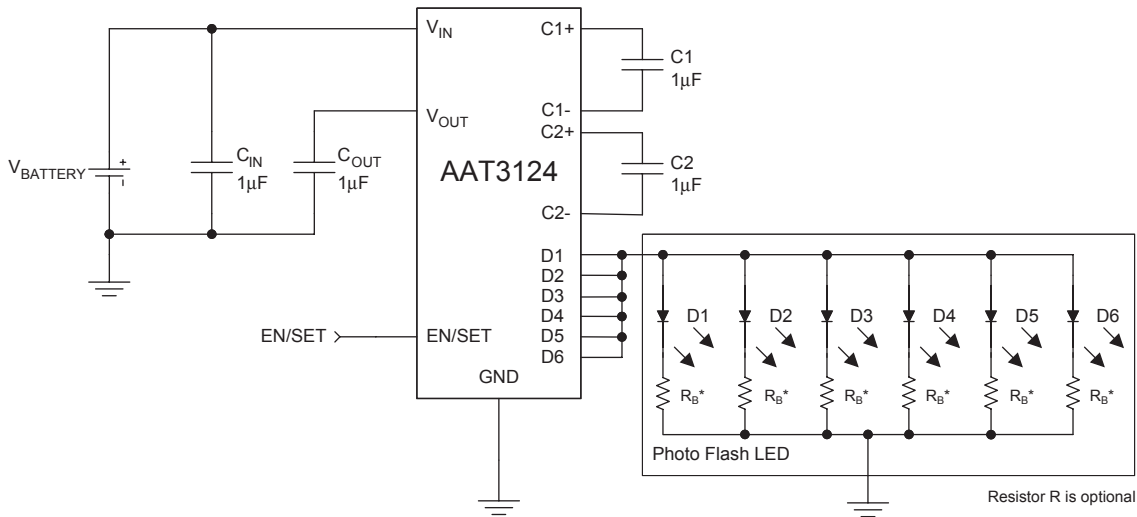 V_IN
C1+
C1
1µF
C1-
V_OUT
C2+
V_BATTERY
+
-
C_IN
1µF
C_OUT
1µF
AAT3124
C2
1µF
C2-
D1
D2
D3
D4
D5
D6
EN/SET
EN/SET
GND
D1
D2
D3
D4
D5
D6
R_B*
R_B*
R_B*
R_B*
R_B*
R_B*
Photo Flash LED
Resistor R is optional